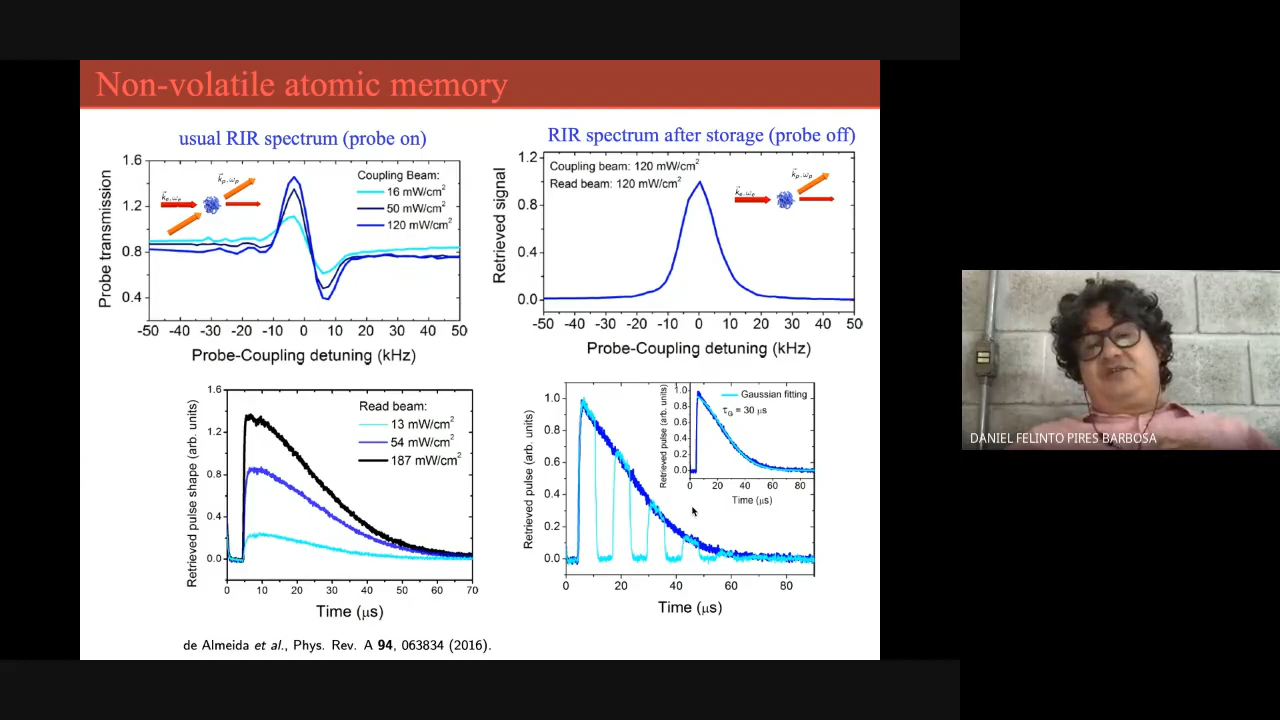 Non-volatile atomic memory
usual RIR spectrum (probe on)
Probe transmission
1.6
1.2
0.8
0.4
Coupling Beam:
16 mW/cm²
50 mW/cm²
120 mW/cm²
-50 -40 -30 -20 -10 0 10 20 30 40 50
Probe-Coupling detuning (kHz)
RIR spectrum after storage (probe off)
Retrieved signal
1.2
0.8
0.4
0.0
Coupling beam: 120 mW/cm²
Read beam: 120 mW/cm²
-50 -40 -30 -20 -10 0 10 20 30 40 50
Probe-Coupling detuning (kHz)
Retrieved pulse shape (arb. units)
1.6
1.2
0.8
0.4
0.0
Read beam:
13 mW/cm²
54 mW/cm²
187 mW/cm²
0 10 20 30 40 50 60 70
Time (μs)
Retrieved pulse (arb. units)
1.0
0.8
0.6
0.4
0.2
0.0
Retrieved pulse (arb. units)
1.0
0.8
0.6
0.4
0.2
0.0
Gaussian fitting
τG = 30 μs
0 20 40 60 80
Time (μs)
0 20 40 60 80
Time (μs)
de Almeida et al., Phys. Rev. A 94, 063834 (2016).
DANIEL FELINTO PIRES BARBOSA